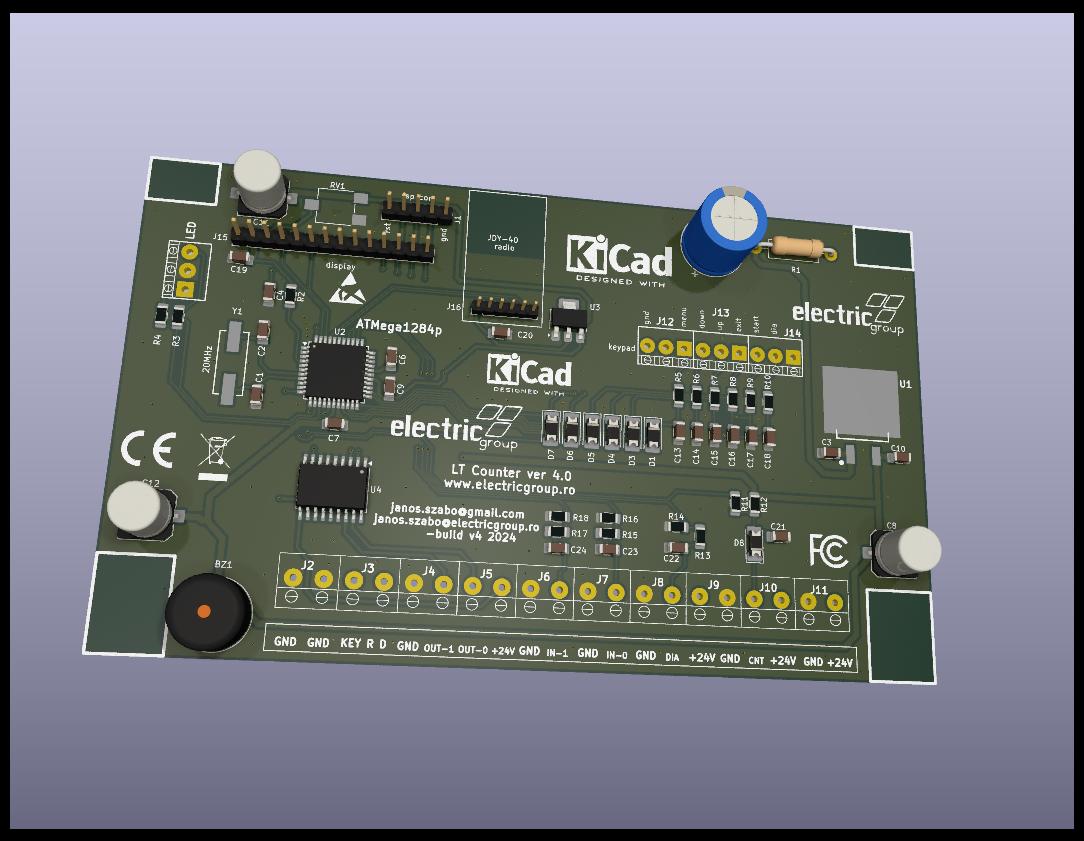 RV1
sp con
J1
rst
gnd
LED
J15
display
C19
C4
R2
JDY-40
radio
J16
C20
U3
KiCad
DESIGNED WITH
R1
+
electric
group
R4
R3
Y1
20MHz
C2
C1
U2
ATMega1284p
C6
C9
C7
KiCad
DESIGNED WITH
electric
group
J12
J13
J14
gnd
menu
down
up
exit
start
dia
keypad
R5
R6
R7
R8
R9
R10
C13
C14
C15
C16
C17
C18
U1
C3
C10
D7
D6
D5
D4
D3
D1
CE
C12
U4
LT Counter ver 4.0
www.electricgroup.ro
janos.szabo@gmail.com
janos.szabo@electricgroup.ro
-build v4 2024
R18
R17
C24
R16
R15
C23
R14
C22
R13
R11
R12
D8
C21
FC
C8
BZ1
J2
J3
J4
J5
J6
J7
J8
J9
J10
J11
GND GND KEY R D GND OUT-1 OUT-0 +24V GND IN-1 GND IN-0 GND DIA +24V GND CNT +24V GND +24V